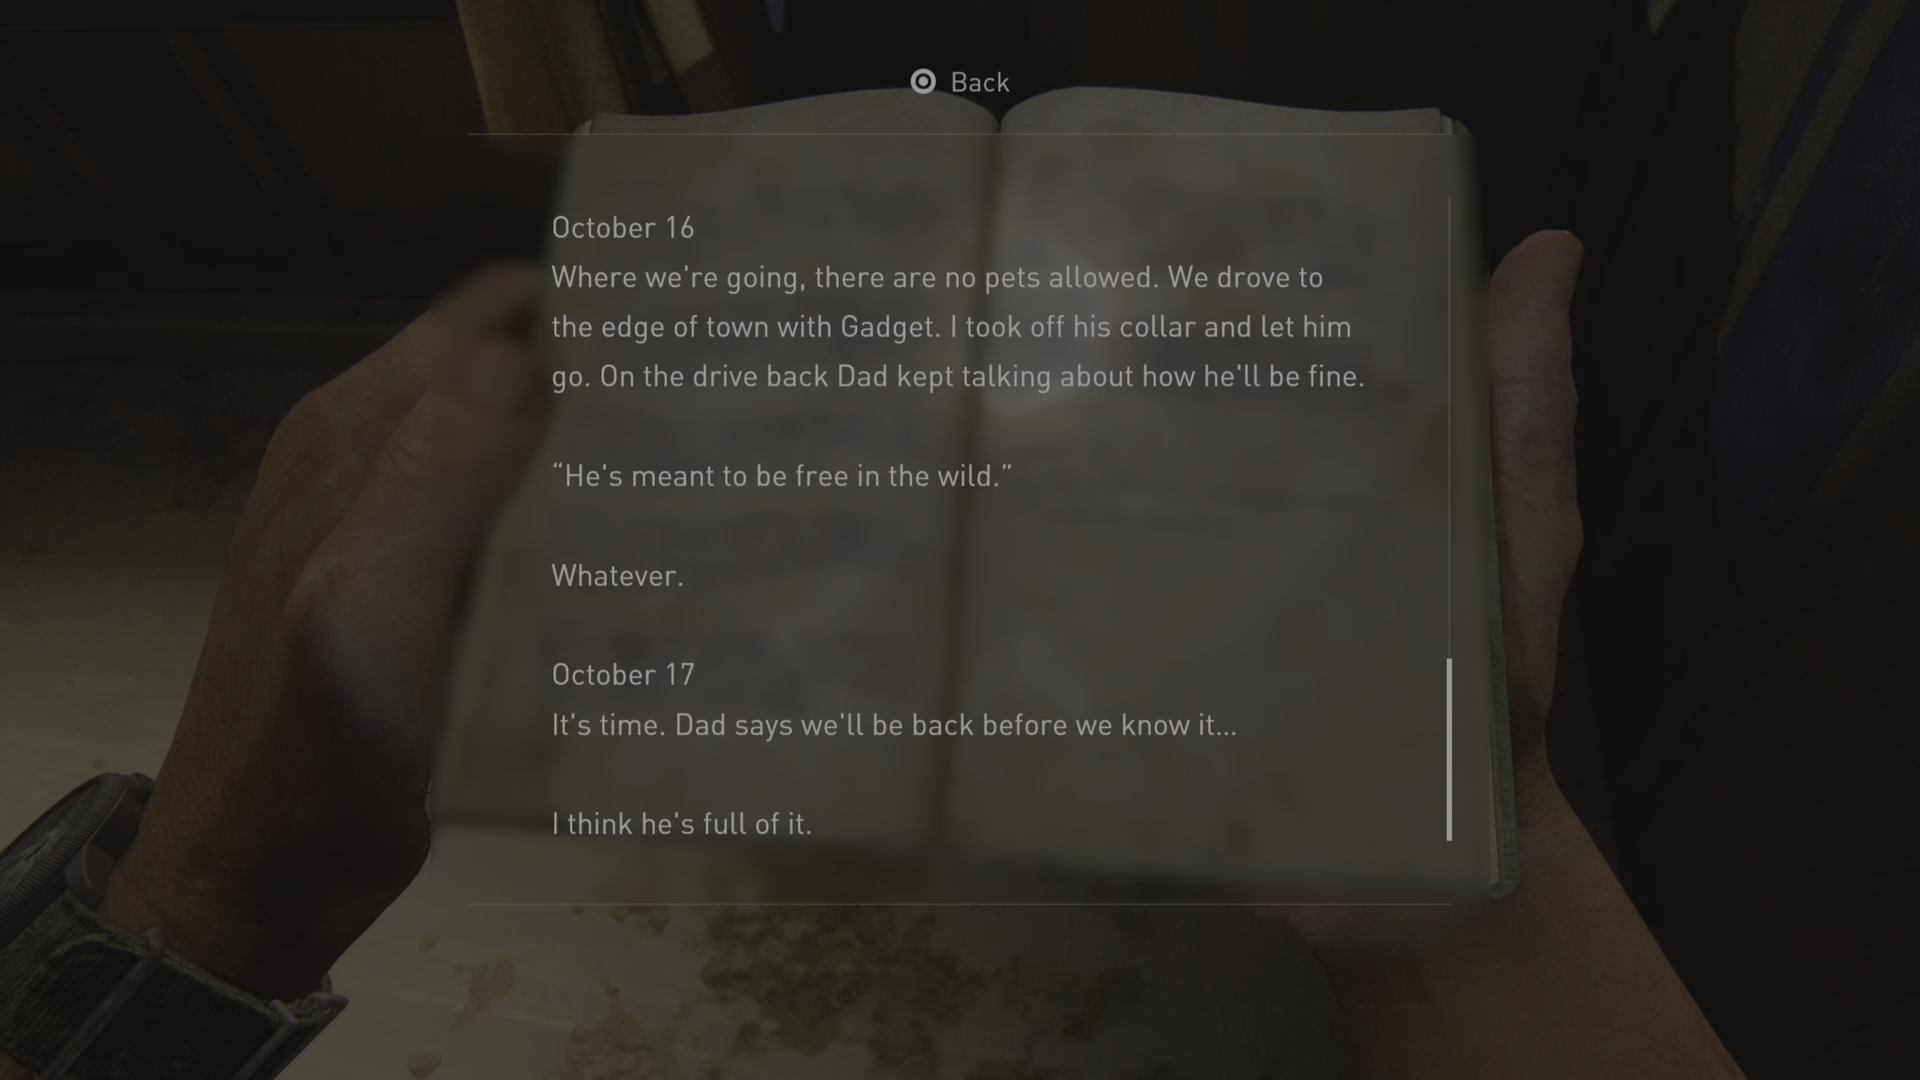 Back
October 16
Where we're going, there are no pets allowed. We drove to
the edge of town with Gadget. I took off his collar and let him
go. On the drive back Dad kept talking about how he'll be fine.
“He's meant to be free in the wild.”
Whatever.
October 17
It's time. Dad says we'll be back before we know it...
I think he's full of it.